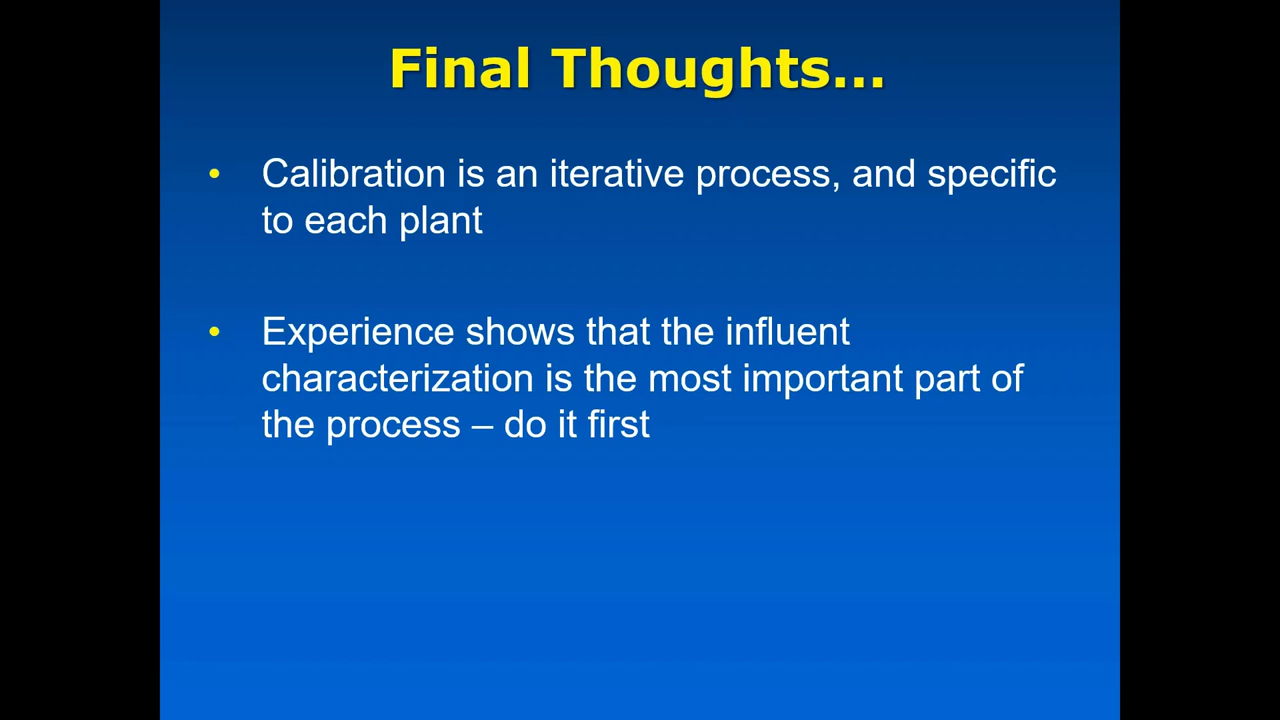 Final Thoughts...
• Calibration is an iterative process, and specific
to each plant
• Experience shows that the influent
characterization is the most important part of
the process – do it first